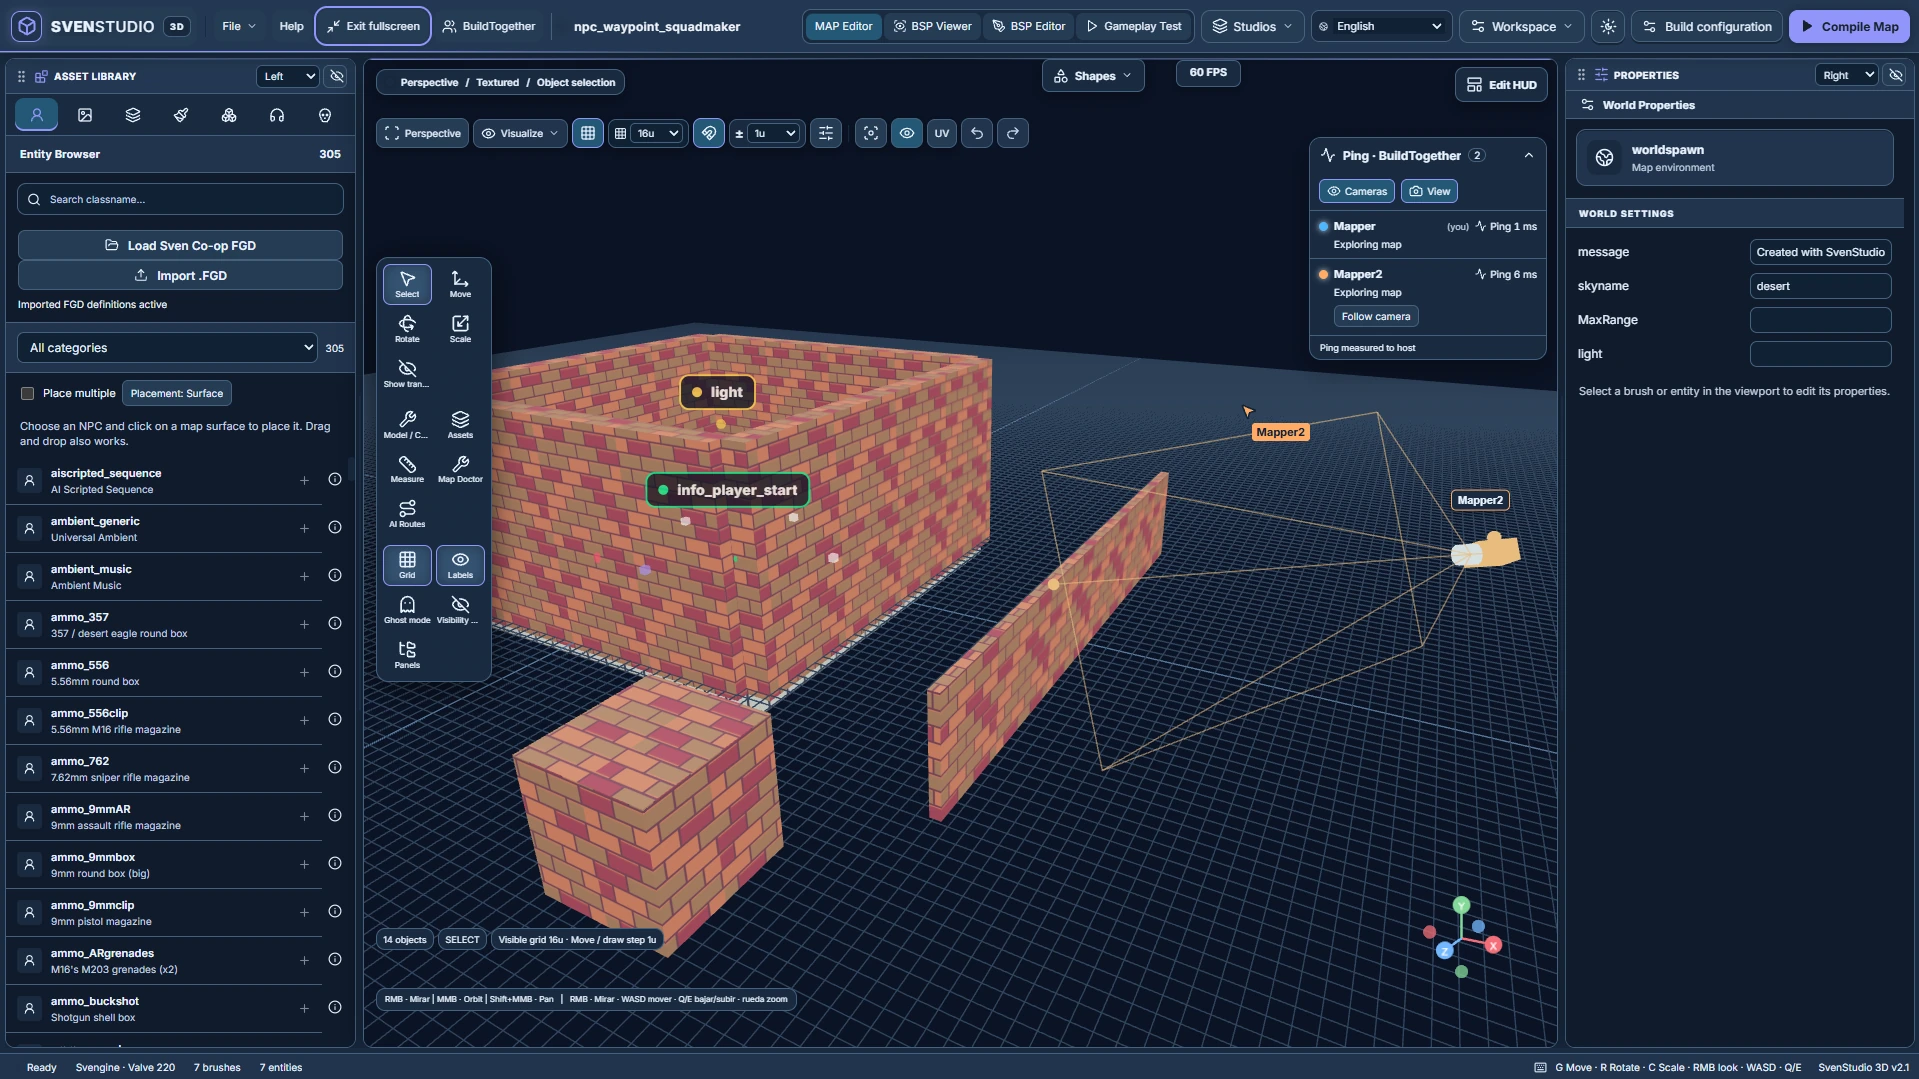 SVENSTUDIO 3D File Help Exit fullscreen BuildTogether npc_waypoint_squadmaker MAP Editor BSP Viewer BSP Editor Gameplay Test Studios English Workspace Build configuration Compile Map
ASSET LIBRARY Left
Entity Browser 305
Search classname...
Load Sven Co-op FGD
Import .FGD
Imported FGD definitions active
All categories 305
Place multiple Placement: Surface
Choose an NPC and click on a map surface to place it. Drag
and drop also works.
aiscripted_sequence
AI Scripted Sequence
ambient_generic
Universal Ambient
ambient_music
Ambient Music
ammo_357
357 / desert eagle round box
ammo_556
5.56mm round box
ammo_556clip
5.56mm M16 rifle magazine
ammo_762
7.62mm sniper rifle magazine
ammo_9mmAR
9mm assault rifle magazine
ammo_9mmbox
9mm round box (big)
ammo_9mmclip
9mm pistol magazine
ammo_ARgrenades
M16's M203 grenades (x2)
ammo_buckshot
Shotgun shell box
Perspective / Textured / Object selection
Shapes
60 FPS
Edit HUD
Perspective Visualize 16u ± 1u UV
Select Move
Rotate Scale
Show tran...
Model / C... Assets
Measure Map Doctor
AI Routes
Grid Labels
Ghost mode Visibility ...
Panels
light
info_player_start
Ping · BuildTogether 2
Cameras View
Mapper (you) Ping 1 ms
Exploring map
Mapper2 Ping 6 ms
Exploring map
Follow camera
Ping measured to host
Mapper2
Mapper2
Y
X
Z
14 objects SELECT Visible grid 16u · Move / draw step 1u
RMB · Mirar | MMB · Orbit | Shift+MMB · Pan | RMB · Mirar · WASD mover · Q/E bajar/subir · rueda zoom
PROPERTIES Right
World Properties
worldspawn
Map environment
WORLD SETTINGS
message Created with SvenStudio
skyname desert
MaxRange
light
Select a brush or entity in the viewport to edit its properties.
Ready Svengine · Valve 220 7 brushes 7 entities
G Move · R Rotate · C Scale · RMB look · WASD · Q/E SvenStudio 3D v2.1